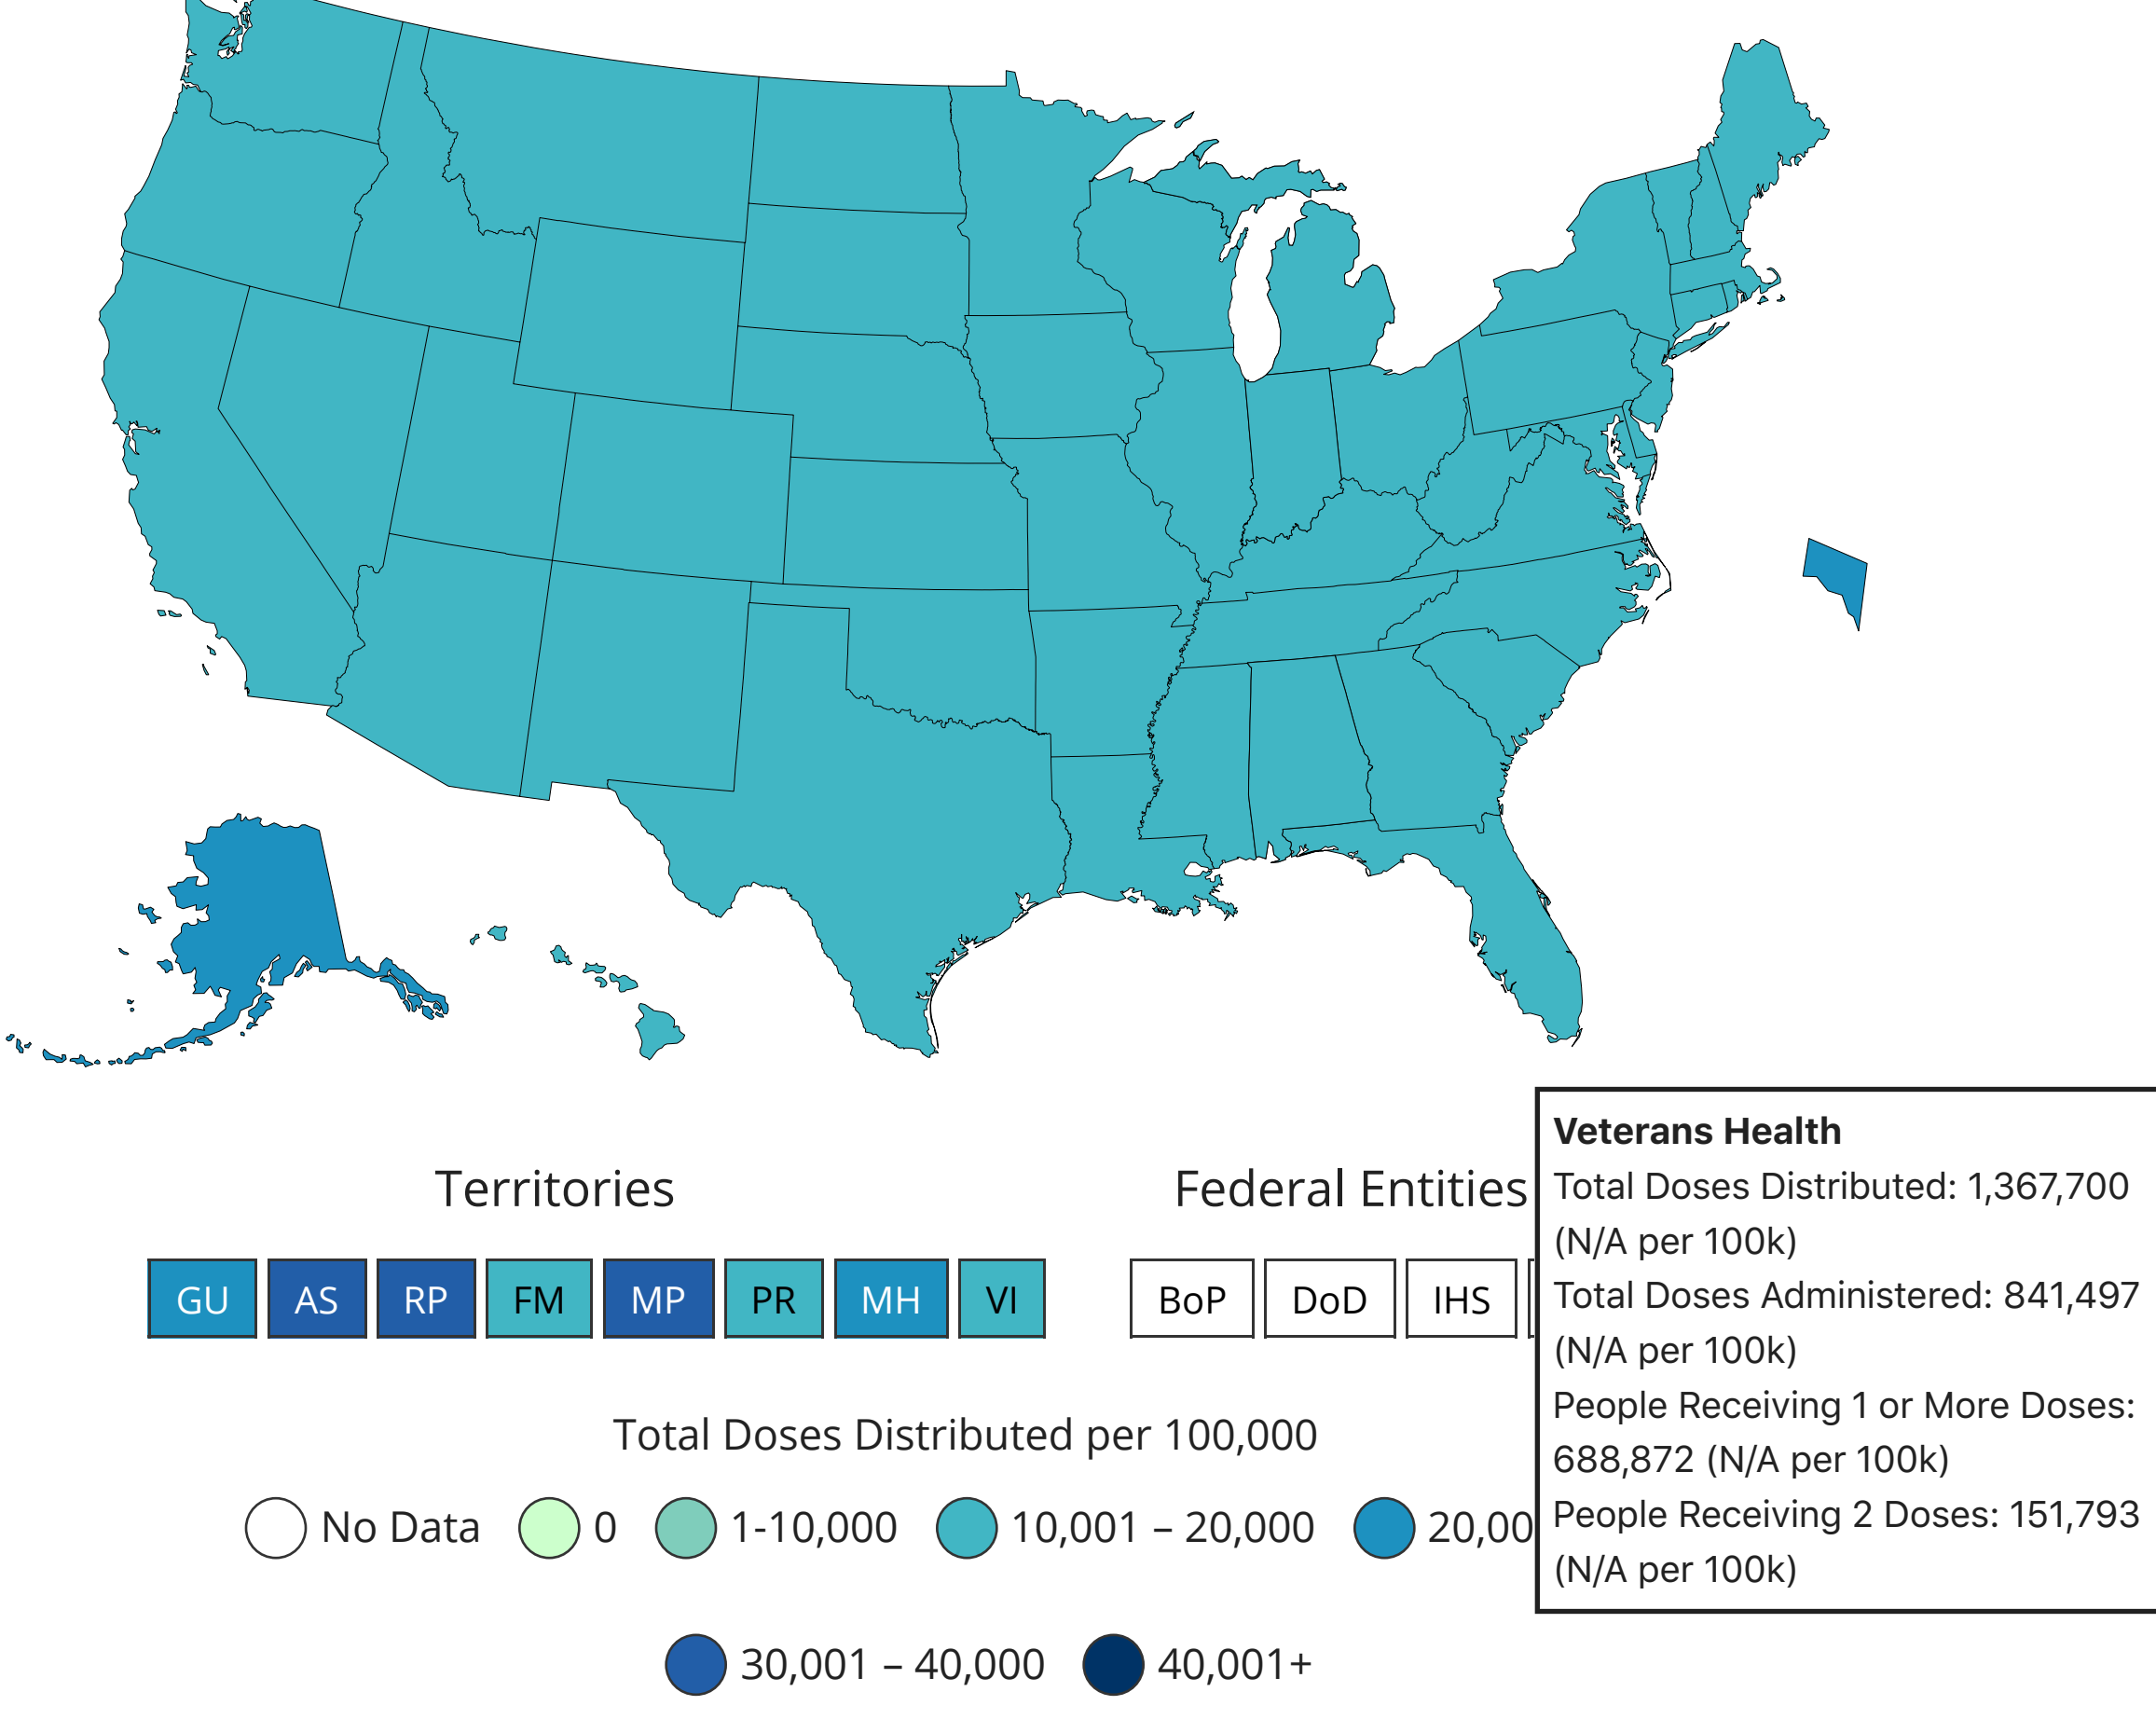 Veterans Health
Total Doses Distributed: 1,367,700
(N/A per 100k)
Total Doses Administered: 841,497
(N/A per 100k)
People Receiving 1 or More Doses:
688,872 (N/A per 100k)
People Receiving 2 Doses: 151,793
(N/A per 100k)
Territories
GU AS RP FM MP PR MH VI
Federal Entities
BoP DoD IHS
Total Doses Distributed per 100,000
No Data 0 1-10,000 10,001 – 20,000 20,00
30,001 – 40,000 40,001+